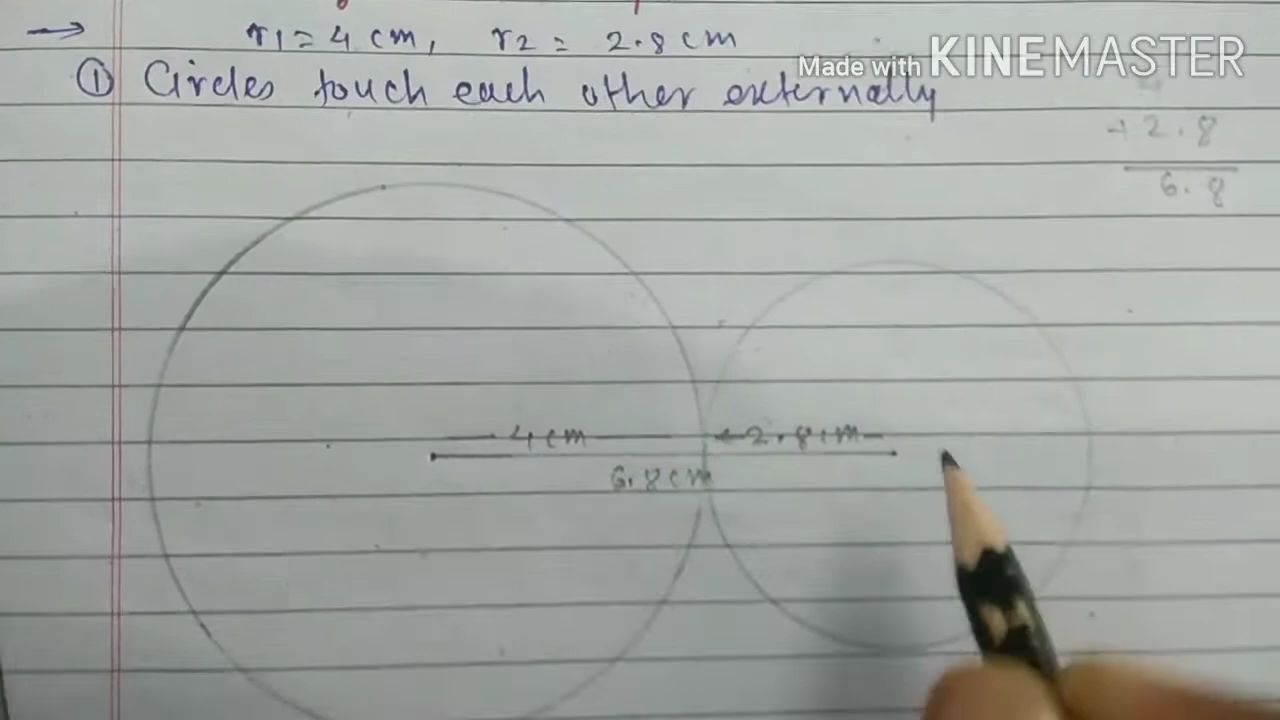 → r1 = 4 cm, r2 = 2.8 cm
Made with KINEMASTER
① Circles touch each other externally
+ 2.8
6.8
4 cm
2.8 cm
6.8 cm